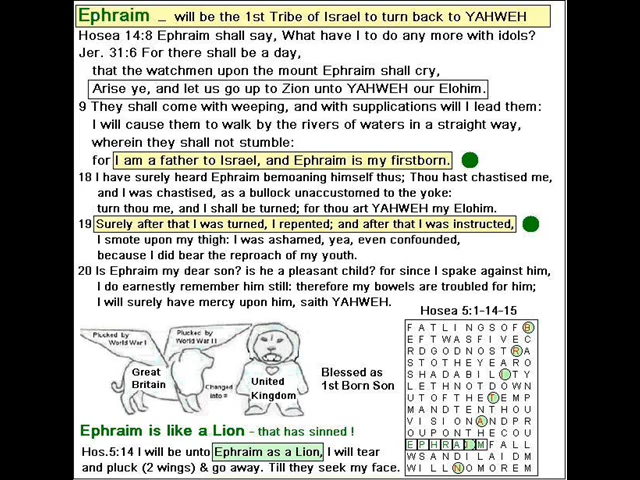 Ephraim _ will be the 1st Tribe of Israel to turn back to YAHWEH
Hosea 14:8 Ephraim shall say, What have I to do any more with idols?
Jer. 31:6 For there shall be a day,
that the watchmen upon the mount Ephraim shall cry,
Arise ye, and let us go up to Zion unto YAHWEH our Elohim.
9 They shall come with weeping, and with supplications will I lead them:
I will cause them to walk by the rivers of waters in a straight way,
wherein they shall not stumble:
for I am a father to Israel, and Ephraim is my firstborn.
18 I have surely heard Ephraim bemoaning himself thus; Thou hast chastised me,
and I was chastised, as a bullock unaccustomed to the yoke:
turn thou me, and I shall be turned; for thou art YAHWEH my Elohim.
19 Surely after that I was turned, I repented; and after that I was instructed,
I smote upon my thigh: I was ashamed, yea, even confounded,
because I did bear the reproach of my youth.
20 Is Ephraim my dear son? is he a pleasant child? for since I spake against him,
I do earnestly remember him still: therefore my bowels are troubled for him;
I will surely have mercy upon him, saith YAHWEH.
Plucked by
World War I
Plucked by
World War II
Great
Britain
Changed
into =
United
Kingdom
Blessed as
1st Born Son
Hosea 5:1-14-15
FATLINGSOFB
EFTWASFIVEC
RDGODNOSTRA
STOTHEYEARO
SHADABILITY
LETHNOTDOWN
UTOFTHETEMP
MANDTENTHOU
VISIONANDPR
OUPONTHECOU
EPHRAIMFALL
WSANDILAIDM
WILLNOMOREM
Ephraim is like a Lion - that has sinned !
Hos.5:14 I will be unto Ephraim as a Lion, I will tear
and pluck (2 wings) & go away. Till they seek my face.